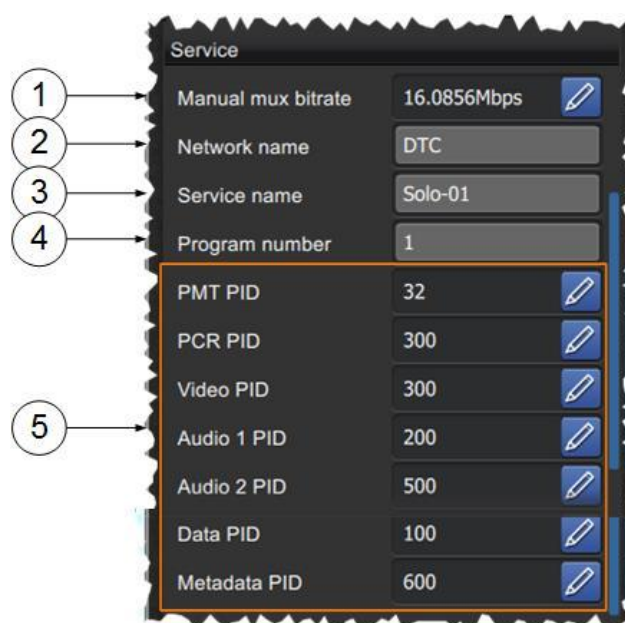 Service
1 Manual mux bitrate 16.0856Mbps
2 Network name DTC
3 Service name Solo-01
4 Program number 1
PMT PID 32
PCR PID 300
Video PID 300
5 Audio 1 PID 200
Audio 2 PID 500
Data PID 100
Metadata PID 600